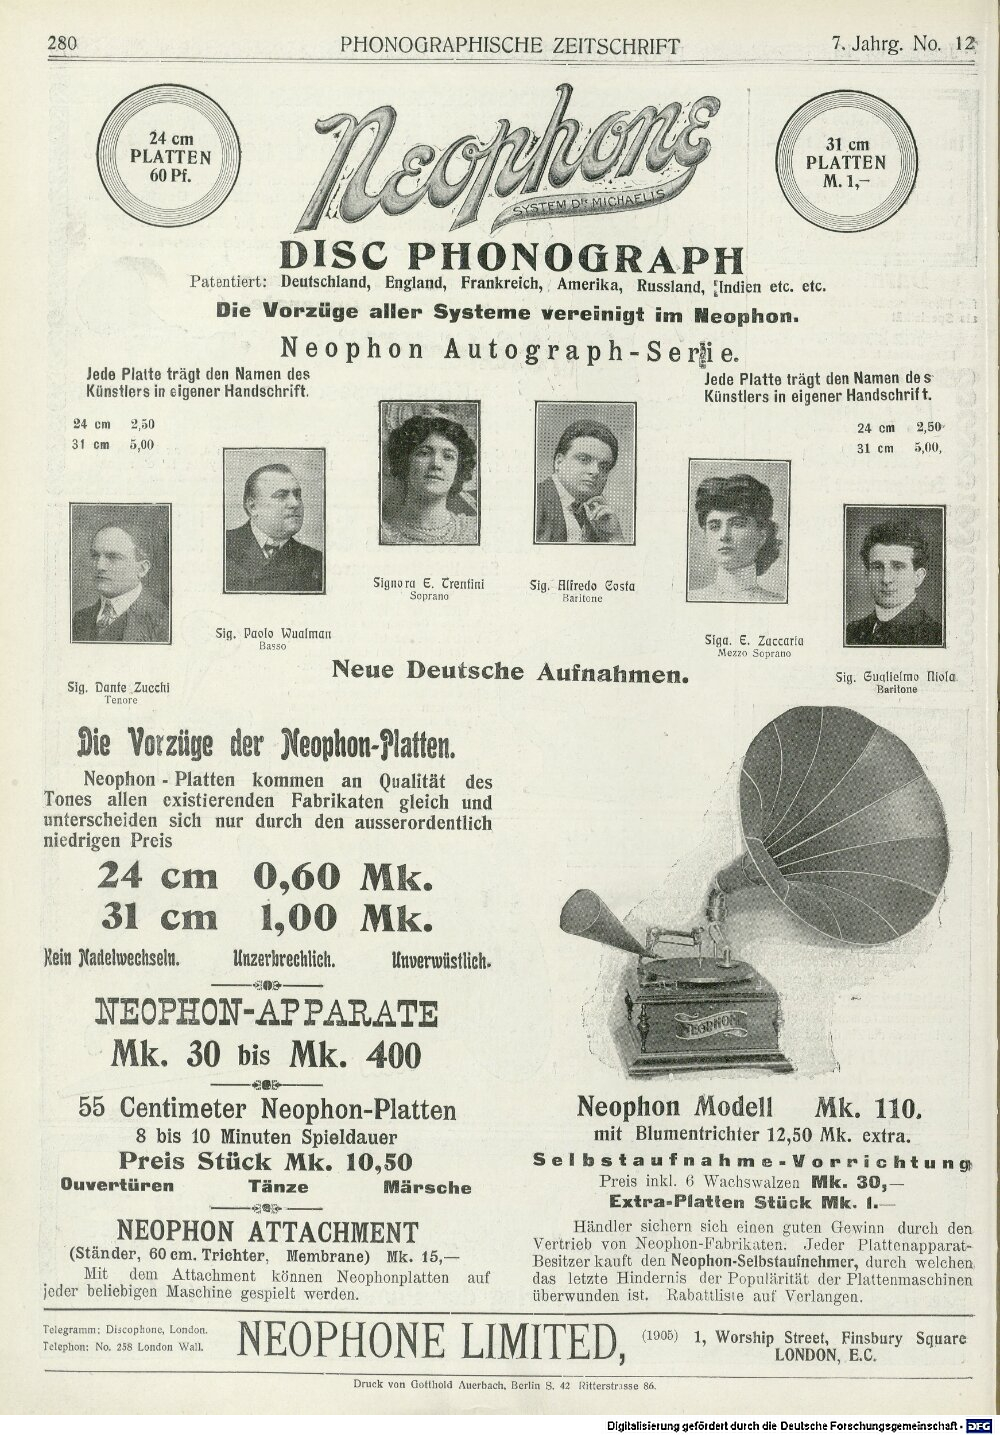 280
PHONOGRAPHISCHE ZEITSCHRIFT
7. Jahrg. No. 12
24 cm
PLATTEN
60 Pf.
Neophone
SYSTEM Dr. MICHAELIS
31 cm
PLATTEN
M. 1,—
DISC PHONOGRAPH
Patentiert: Deutschland, England, Frankreich, Amerika, Russland, Indien etc. etc.
Die Vorzüge aller Systeme vereinigt im Neophon.
Neophon Autograph-Serie.
Jede Platte trägt den Namen des
Künstlers in eigener Handschrift.
24 cm 2,50
31 cm 5,00
Jede Platte trägt den Namen des
Künstlers in eigener Handschrift.
24 cm 2,50
31 cm 5,00,
Signora E. Trentini
Soprano
Sig. Alfredo Costa
Baritone
Sig. Paolo Wualman
Basso
Siga. E. Zaccaria
Mezzo Soprano
Sig. Dante Zucchi
Tenore
Sig. Guglielmo Niola
Baritone
Neue Deutsche Aufnahmen.
Die Vorzüge der Neophon-Platten.
Neophon - Platten kommen an Qualität des
Tones allen existierenden Fabrikaten gleich und
unterscheiden sich nur durch den ausserordentlich
niedrigen Preis
24 cm 0,60 Mk.
31 cm 1,00 Mk.
Kein Nadelwechseln. Unzerbrechlich. Unverwüstlich.
NEOPHON-APPARATE
Mk. 30 bis Mk. 400
55 Centimeter Neophon-Platten
8 bis 10 Minuten Spieldauer
Preis Stück Mk. 10,50
Ouvertüren Tänze Märsche
NEOPHON ATTACHMENT
(Ständer, 60 cm. Trichter, Membrane) Mk. 15,—
Mit dem Attachment können Neophonplatten auf
jeder beliebigen Maschine gespielt werden.
NEOPHON
Neophon Modell Mk. 110.
mit Blumentrichter 12,50 Mk. extra.
Selbstaufnahme-Vorrichtung
Preis inkl. 6 Wachswalzen Mk. 30,—
Extra-Platten Stück Mk. 1.—
Händler sichern sich einen guten Gewinn durch den
Vertrieb von Neophon-Fabrikaten. Jeder Plattenapparat-
Besitzer kauft den Neophon-Selbstaufnehmer, durch welchen
das letzte Hindernis der Popularität der Plattenmaschinen
überwunden ist. Rabattliste auf Verlangen.
Telegramm: Discophone, London.
Telephon: No. 258 London Wall.
NEOPHONE LIMITED,
(1905) 1, Worship Street, Finsbury Square
LONDON, E.C.
Druck von Gotthold Auerbach, Berlin S. 42 Ritterstrasse 86.
Digitalisierung gefördert durch die Deutsche Forschungsgemeinschaft - DFG